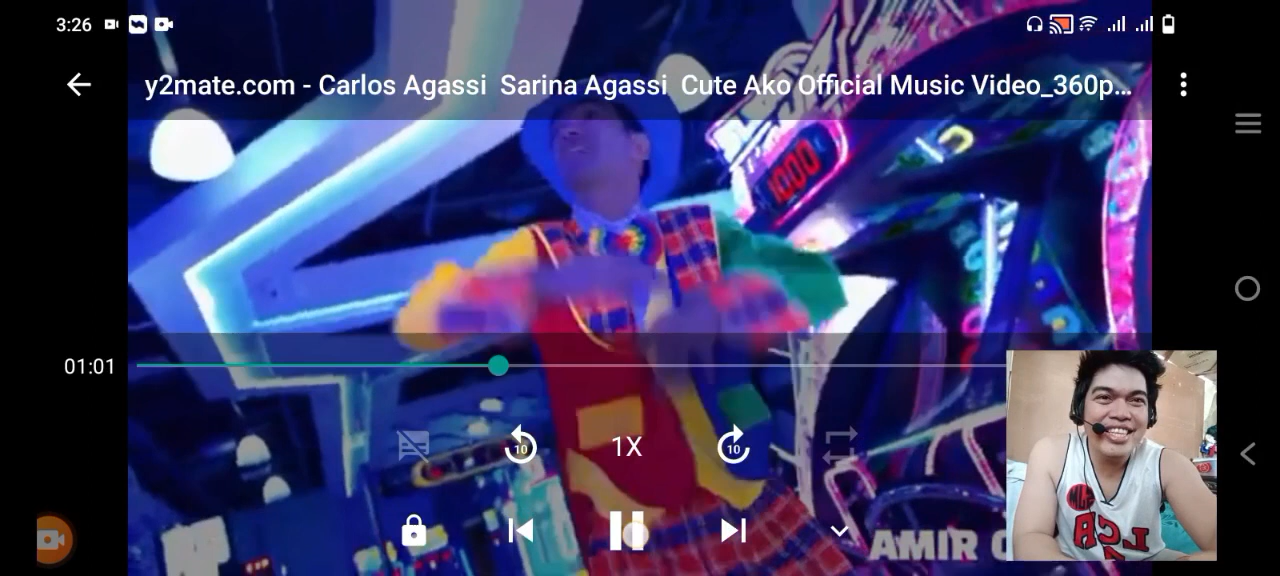 3:26
y2mate.com - Carlos Agassi  Sarina Agassi  Cute Ako Official Music Video_360p...
1000
01:01
10
1X
10
AMIR